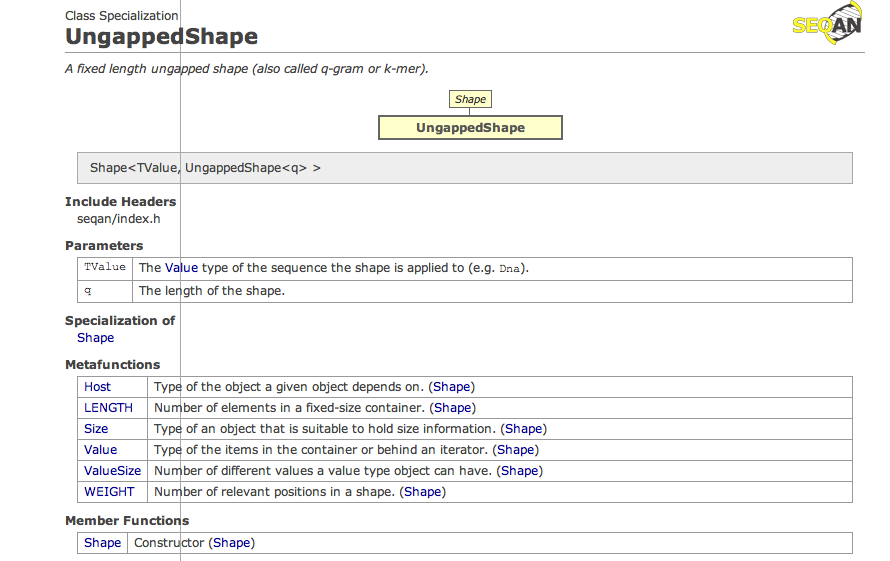 Class Specialization
UngappedShape
SEQAN
A fixed length ungapped shape (also called q-gram or k-mer).
Shape
UngappedShape
Shape<TValue, UngappedShape<q> >
Include Headers
seqan/index.h
Parameters
TValue The Value type of the sequence the shape is applied to (e.g. Dna).
q The length of the shape.
Specialization of
Shape
Metafunctions
Host Type of the object a given object depends on. (Shape)
LENGTH Number of elements in a fixed-size container. (Shape)
Size Type of an object that is suitable to hold size information. (Shape)
Value Type of the items in the container or behind an iterator. (Shape)
ValueSize Number of different values a value type object can have. (Shape)
WEIGHT Number of relevant positions in a shape. (Shape)
Member Functions
Shape Constructor (Shape)